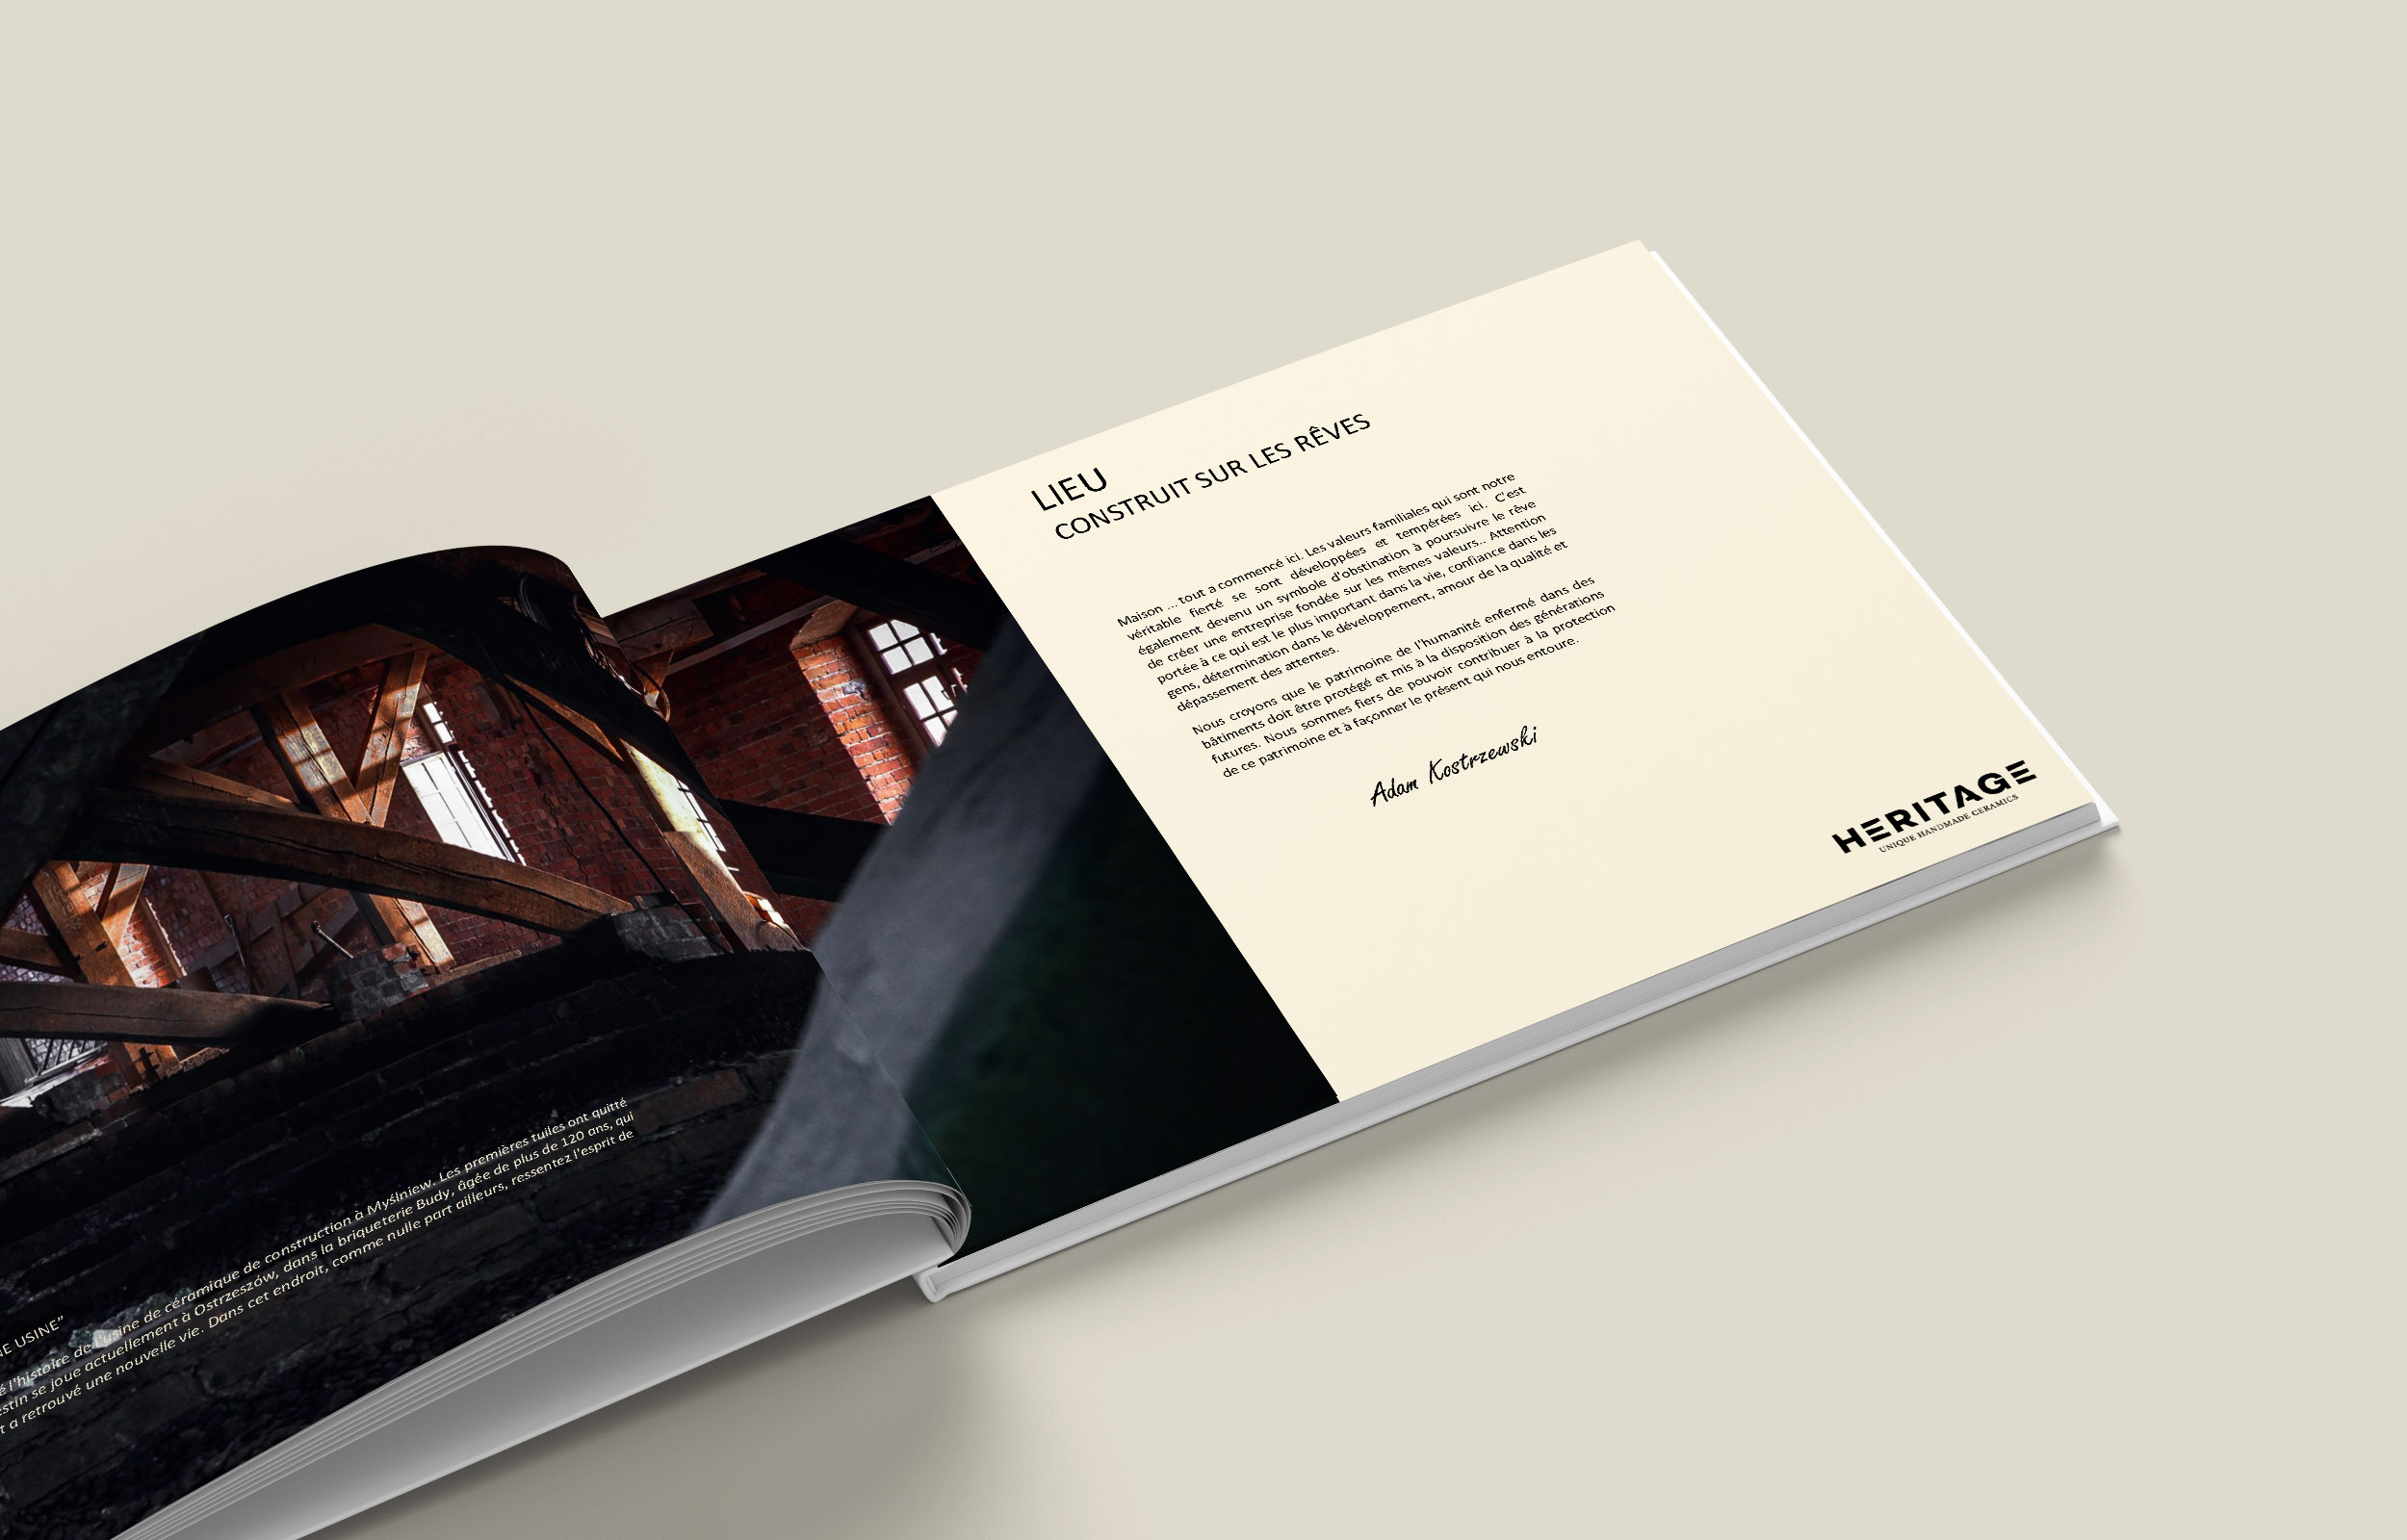 NE USINE”
é l'histoire de l'usine de céramique de construction à Myślniew. Les premières tuiles ont quitté
estin se joue actuellement à Ostrzeszów, dans la briqueterie Budy, âgée de plus de 120 ans, qui
t a retrouvé une nouvelle vie. Dans cet endroit, comme nulle part ailleurs, ressentez l'esprit de
LIEU
CONSTRUIT SUR LES RÊVES
Maison ... tout a commencé ici. Les valeurs familiales qui sont notre
véritable fierté se sont développées et tempérées ici. C'est
également devenu un symbole d'obstination à poursuivre le rêve
de créer une entreprise fondée sur les mêmes valeurs.. Attention
portée à ce qui est le plus important dans la vie, confiance dans les
gens, détermination dans le développement, amour de la qualité et
dépassement des attentes.
Nous croyons que le patrimoine de l'humanité enfermé dans des
bâtiments doit être protégé et mis à la disposition des générations
futures. Nous sommes fiers de pouvoir contribuer à la protection
de ce patrimoine et à façonner le présent qui nous entoure.
Adam Kostrzewski
HERITAGE
UNIQUE HANDMADE CERAMICS